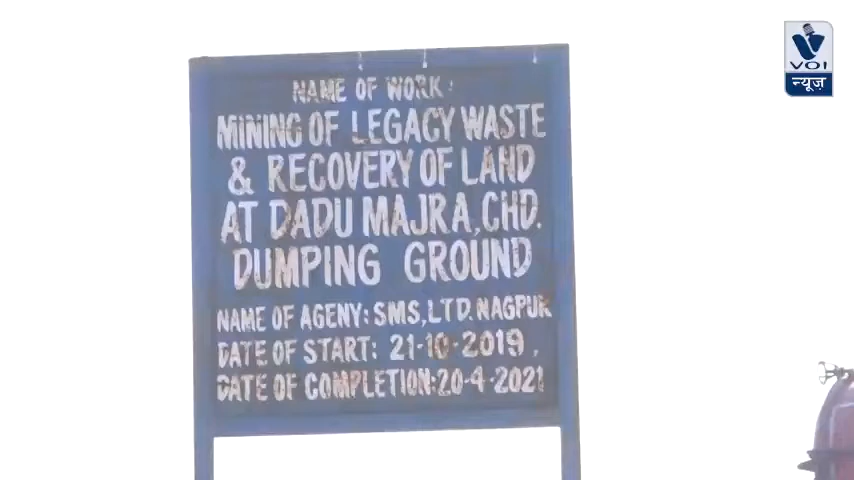 VOI
न्यूज़
NAME OF WORK:
MINING OF LEGACY WASTE
& RECOVERY OF LAND
AT DADU MAJRA, CHD.
DUMPING GROUND
NAME OF AGENY: SMS, LTD. NAGPUR
DATE OF START: 21-10-2019.
DATE OF COMPLETION:20-4-2021